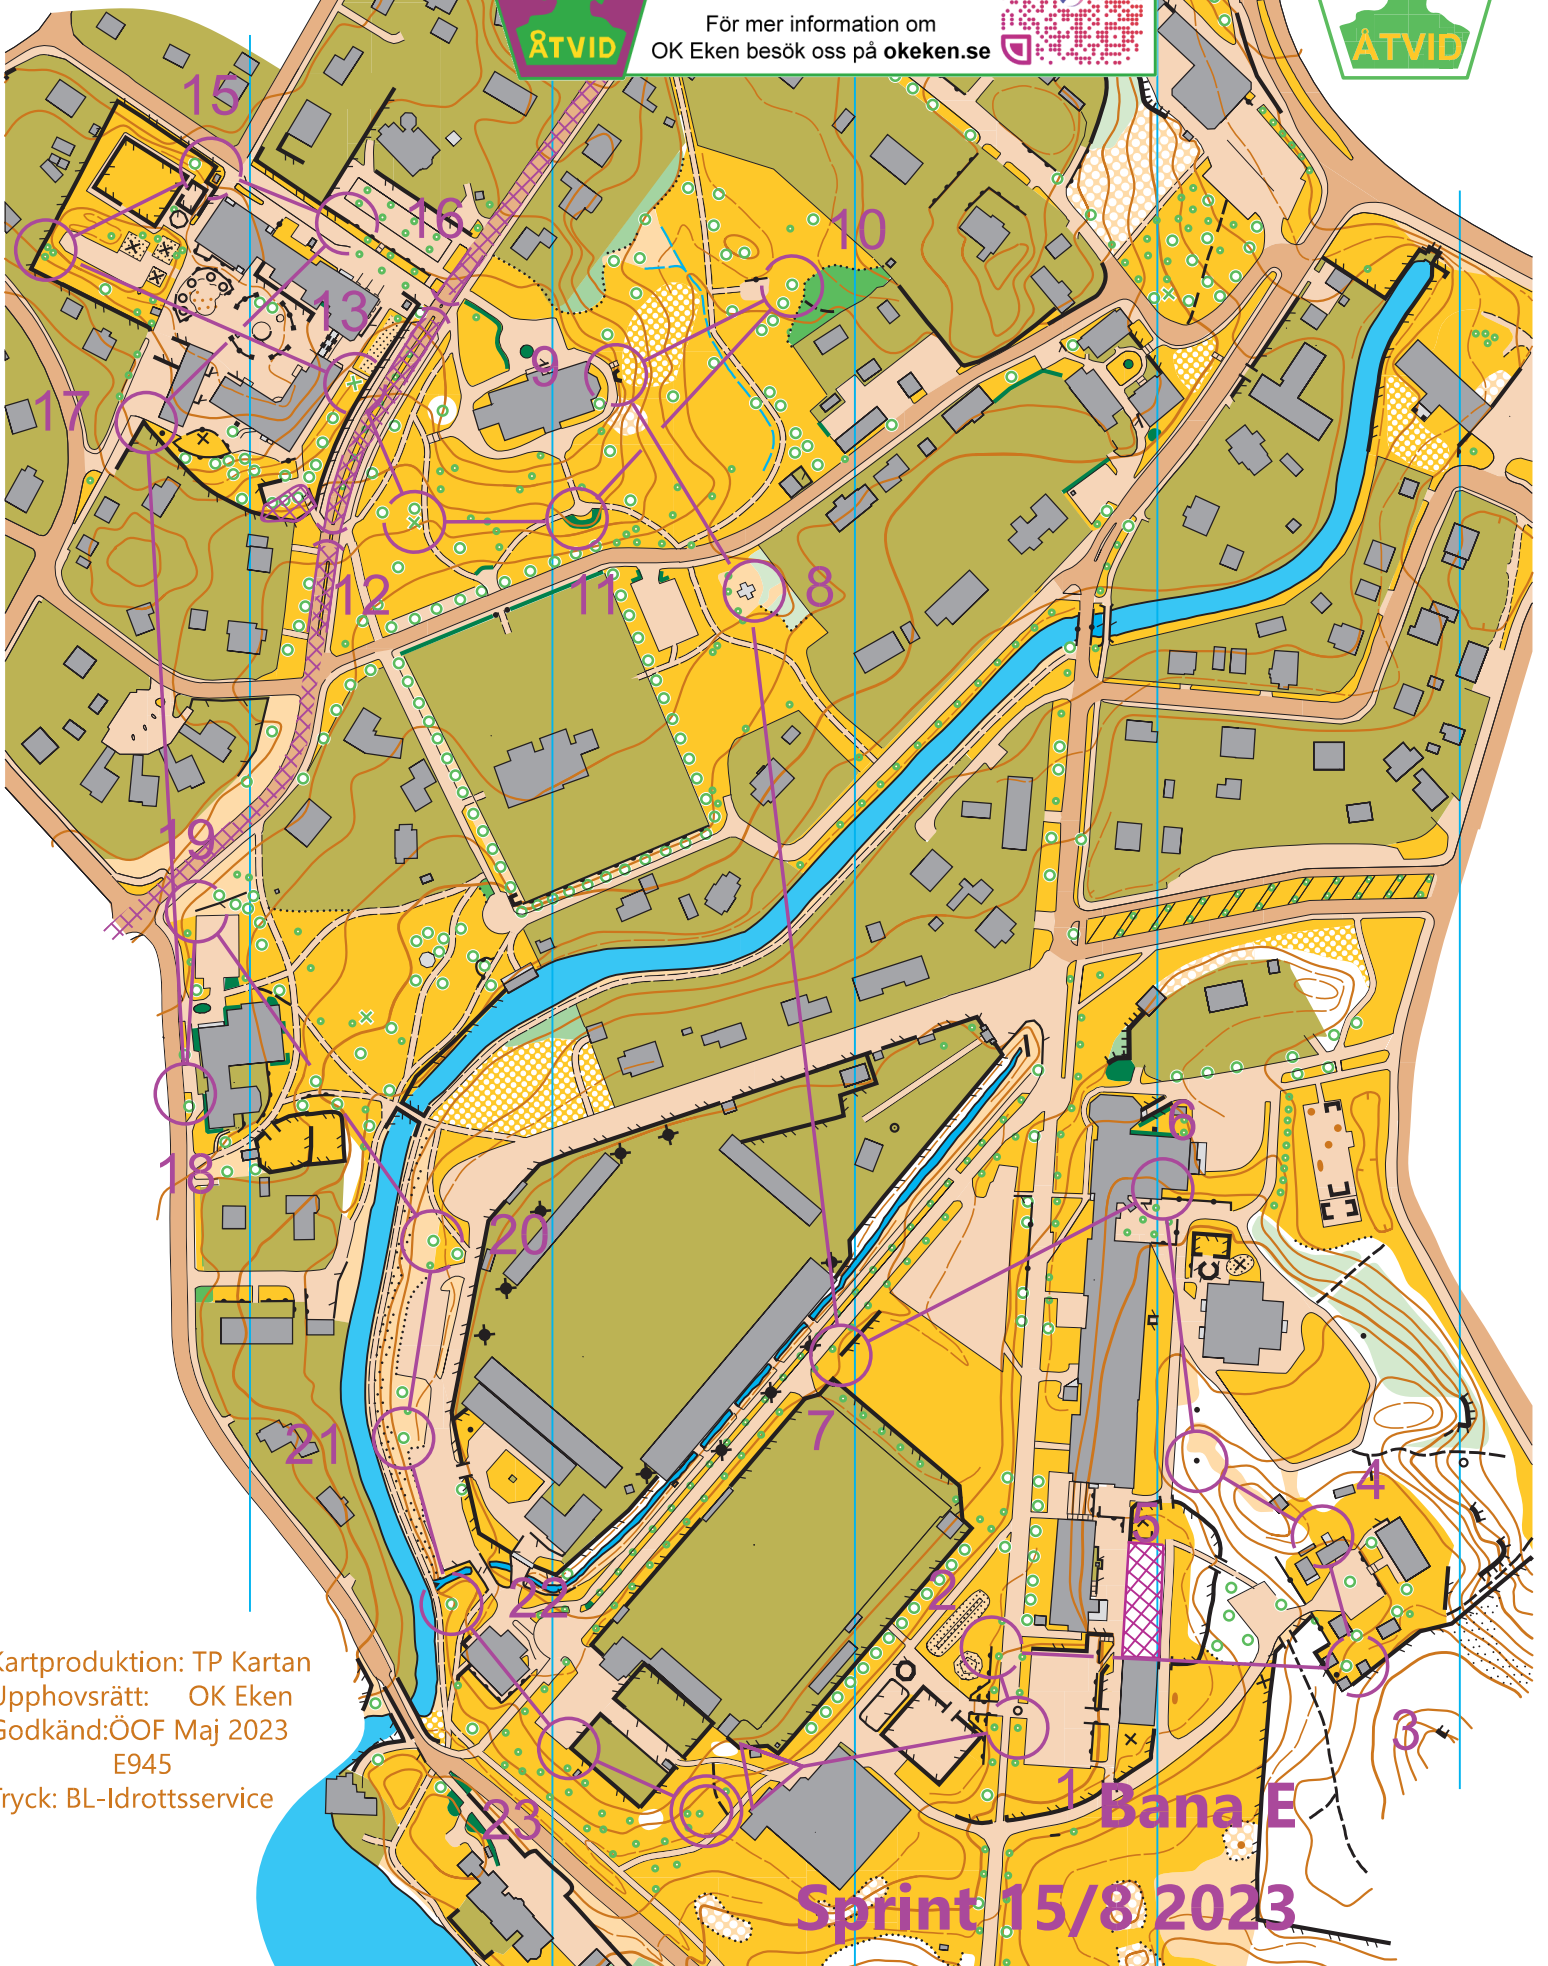 För mer information om
OK Eken besök oss på okeken.se
ÅTVID
ÅTVID
15
16
10
13
9
17
8
12
11
19
6
18
20
7
21
4
5
2
22
3
1
23
Kartproduktion: TP Kartan
Upphovsrätt: OK Eken
Godkänd:ÖOF Maj 2023
E945
Tryck: BL-Idrottsservice
Bana E
Sprint 15/8 2023